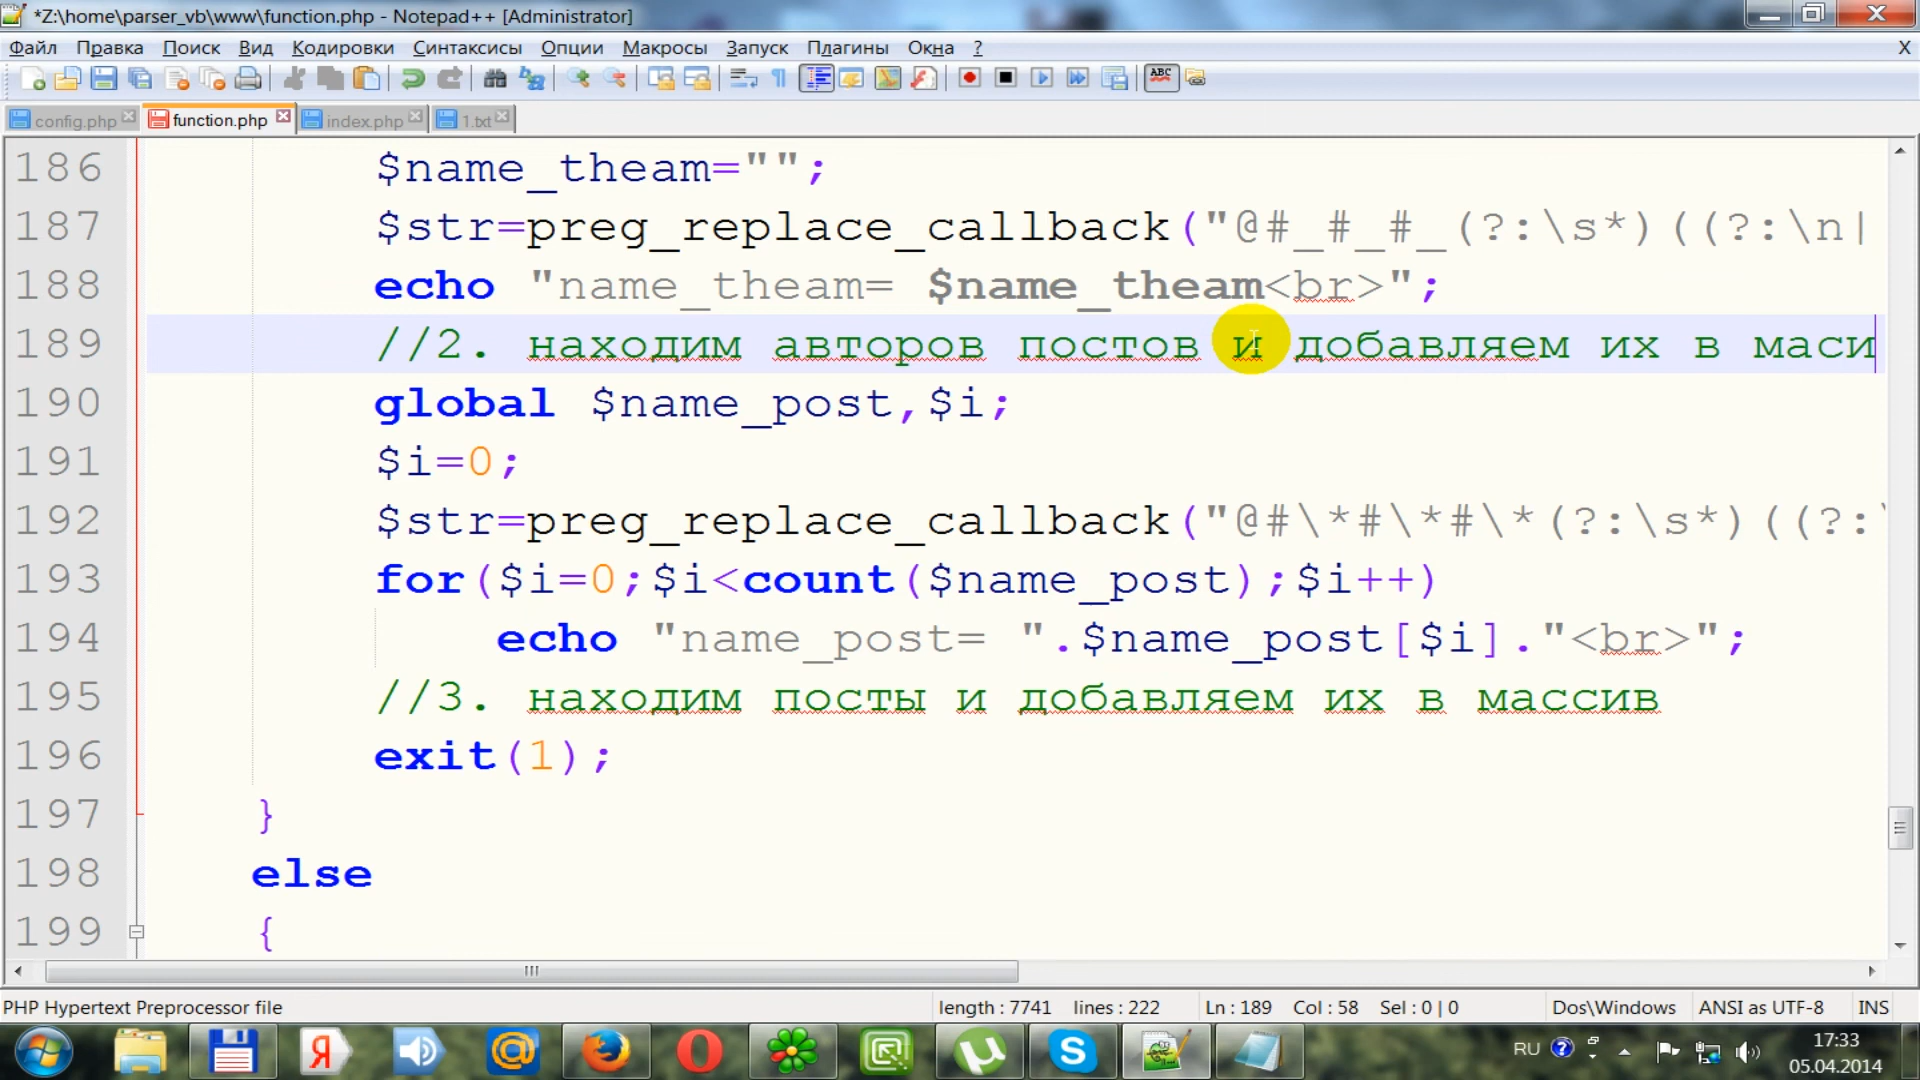 *Z:\home\parser_vb\www\function.php - Notepad++ [Administrator]
Файл Правка Поиск Вид Кодировки Синтаксисы Опции Макросы Запуск Плагины Окна ? X
ABC
config.php function.php index.php 1.txt
186 $name_theam="";
187 $str=preg_replace_callback("@#_#_#_(?:\s*)((?:\n|
188 echo "name_theam= $name_theam<br>";
189 //2. находим авторов постов и добавляем их в маси
190 global $name_post,$i;
191 $i=0;
192 $str=preg_replace_callback("@#\*#\*#\*(?:\s*)((?:
193 for($i=0;$i<count($name_post);$i++)
194 echo "name_post= ".$name_post[$i]."<br>";
195 //3. находим посты и добавляем их в массив
196 exit(1);
197 }
198 else
199 {
PHP Hypertext Preprocessor file length : 7741 lines : 222 Ln : 189 Col : 58 Sel : 0 | 0 Dos\Windows ANSI as UTF-8 INS
RU 17:33
05.04.2014